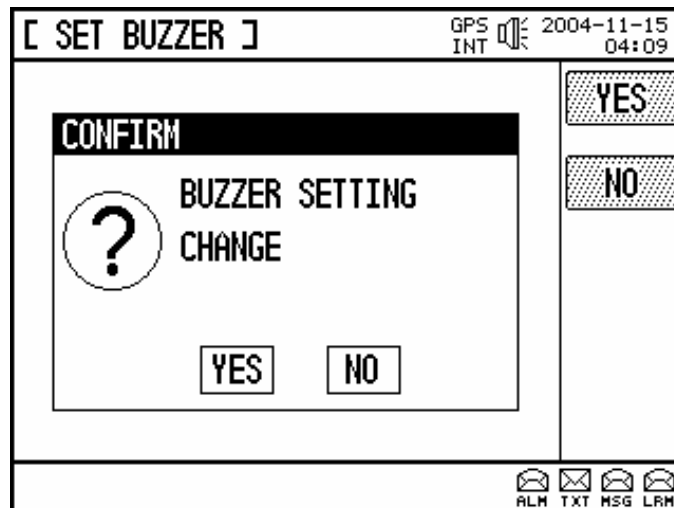 [ SET BUZZER ]
GPS 2004-11-15
INT 04:09
YES
NO
CONFIRM
?
BUZZER SETTING
CHANGE
YES NO
ALM TXT MSG LRM